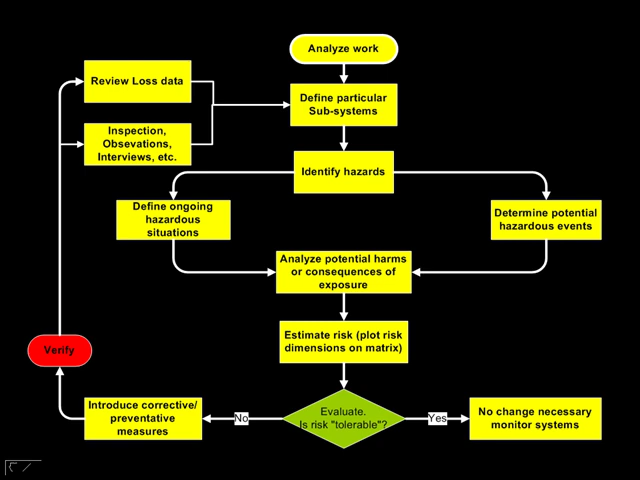 Analyze work
Review Loss data
Define particular
Sub-systems
Inspection,
Obsevations,
Interviews, etc.
Identify hazards
Define ongoing
hazardous
situations
Determine potential
hazardous events
Analyze potential harms
or consequences of
exposure
Estimate risk (plot risk
dimensions on matrix)
Verify
Introduce corrective/
preventative
measures
No
Evaluate.
Is risk "tolerable"?
Yes
No change necessary
monitor systems